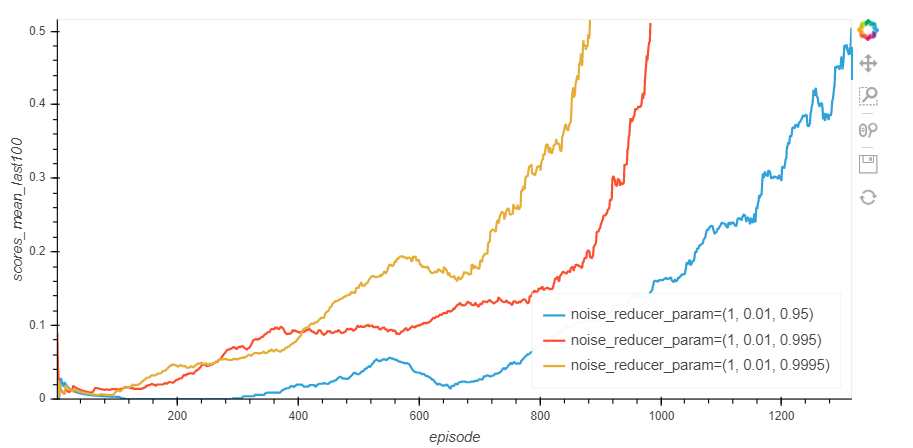 0.5
0.4
0.3
0.2
0.1
0
scores_mean_last100
noise_reducer_param=(1, 0.01, 0.95)
noise_reducer_param=(1, 0.01, 0.995)
noise_reducer_param=(1, 0.01, 0.9995)
200 400 600 800 1000 1200
episode